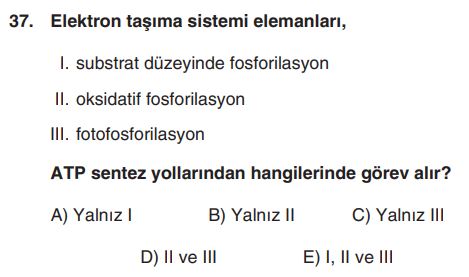 37. Elektron taşıma sistemi elemanları,
I. substrat düzeyinde fosforilasyon
II. oksidatif fosforilasyon
III. fotofosforilasyon
ATP sentez yollarından hangilerinde görev alır?
A) Yalnız I B) Yalnız II C) Yalnız III
D) II ve III E) I, II ve III